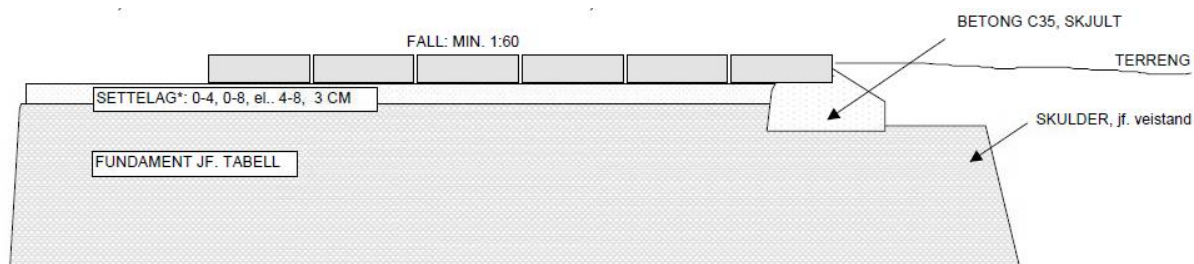 BETONG C35, SKJULT
FALL: MIN. 1:60
TERRENG
SETTELAG*: 0-4, 0-8, el.. 4-8, 3 CM
SKULDER, jf. veistand
FUNDAMENT JF. TABELL